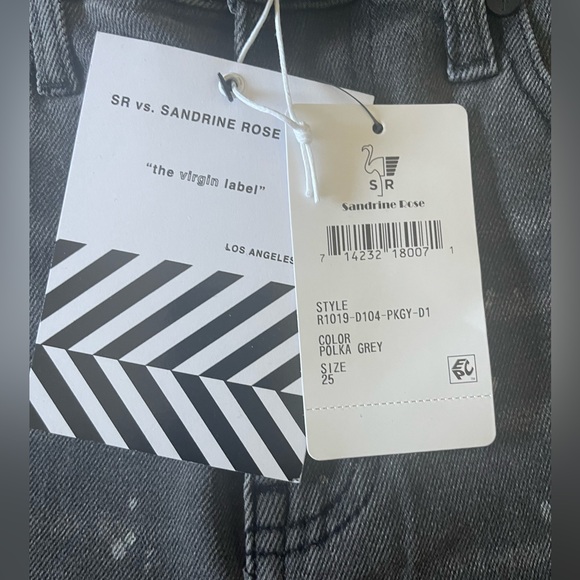 SR vs. SANDRINE ROSE
"the virgin label"
LOS ANGELES
SR
Sandrine Rose
7 14232 18007 1
STYLE
R1019-D104-PKGY-D1
COLOR
POLKA GREY
SIZE
25
EPC